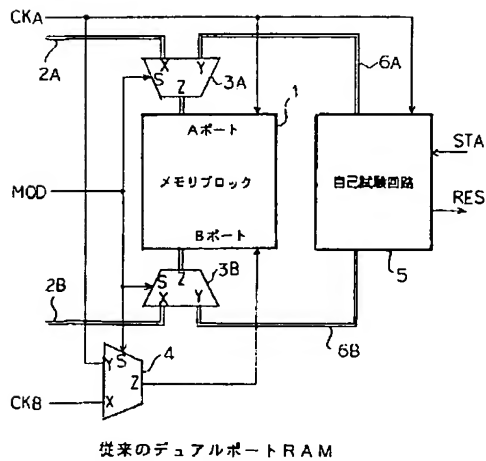 CKA
2A
X
Y
S
Z
3A
6A
1
Aポート
メモリブロック
Bポート
自己試験回路
STA
RES
5
MOD
Z
S
X
Y
3B
2B
6B
Y
S
Z
X
4
CKB
従来のデュアルポートRAM